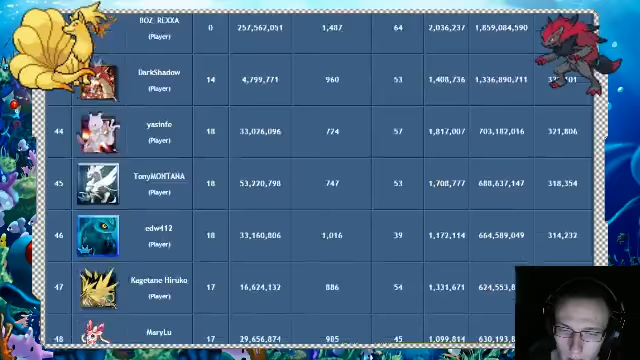 BOZ_REXXA 0 257,562,051 1,487 64 2,036,237 1,859,084,590
(Player)
DarkShadow 14 4,799,771 960 53 1,408,736 1,336,890,711
(Player)
44 yasinfe 18 33,026,096 724 57 1,817,007 703,182,016 321,806
(Player)
45 TonyMONTANA 18 53,220,798 747 53 1,708,777 688,637,147 318,354
(Player)
46 edw412 18 33,160,806 1,016 39 1,172,114 664,589,049 314,232
(Player)
47 Kagetane Hiruko 17 16,624,132 886 54 1,331,671
(Player)
48 MaryLu 17 29,656,874 905 45 1,099,814